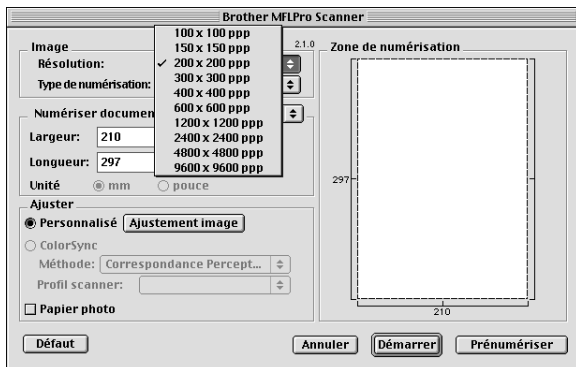 Brother MFLPro Scanner
Image
2.1.0
Résolution:
Type de numérisation:
100 x 100 ppp
150 x 150 ppp
✓ 200 x 200 ppp
300 x 300 ppp
400 x 400 ppp
600 x 600 ppp
1200 x 1200 ppp
2400 x 2400 ppp
4800 x 4800 ppp
9600 x 9600 ppp
Numériser documen
Largeur: 210
Longueur: 297
Unité mm pouce
Ajuster
Personnalisé Ajustement image
ColorSync
Méthode: Correspondance Percept...
Profil scanner:
Papier photo
Zone de numérisation
297
210
Défaut Annuler Démarrer Prénumériser